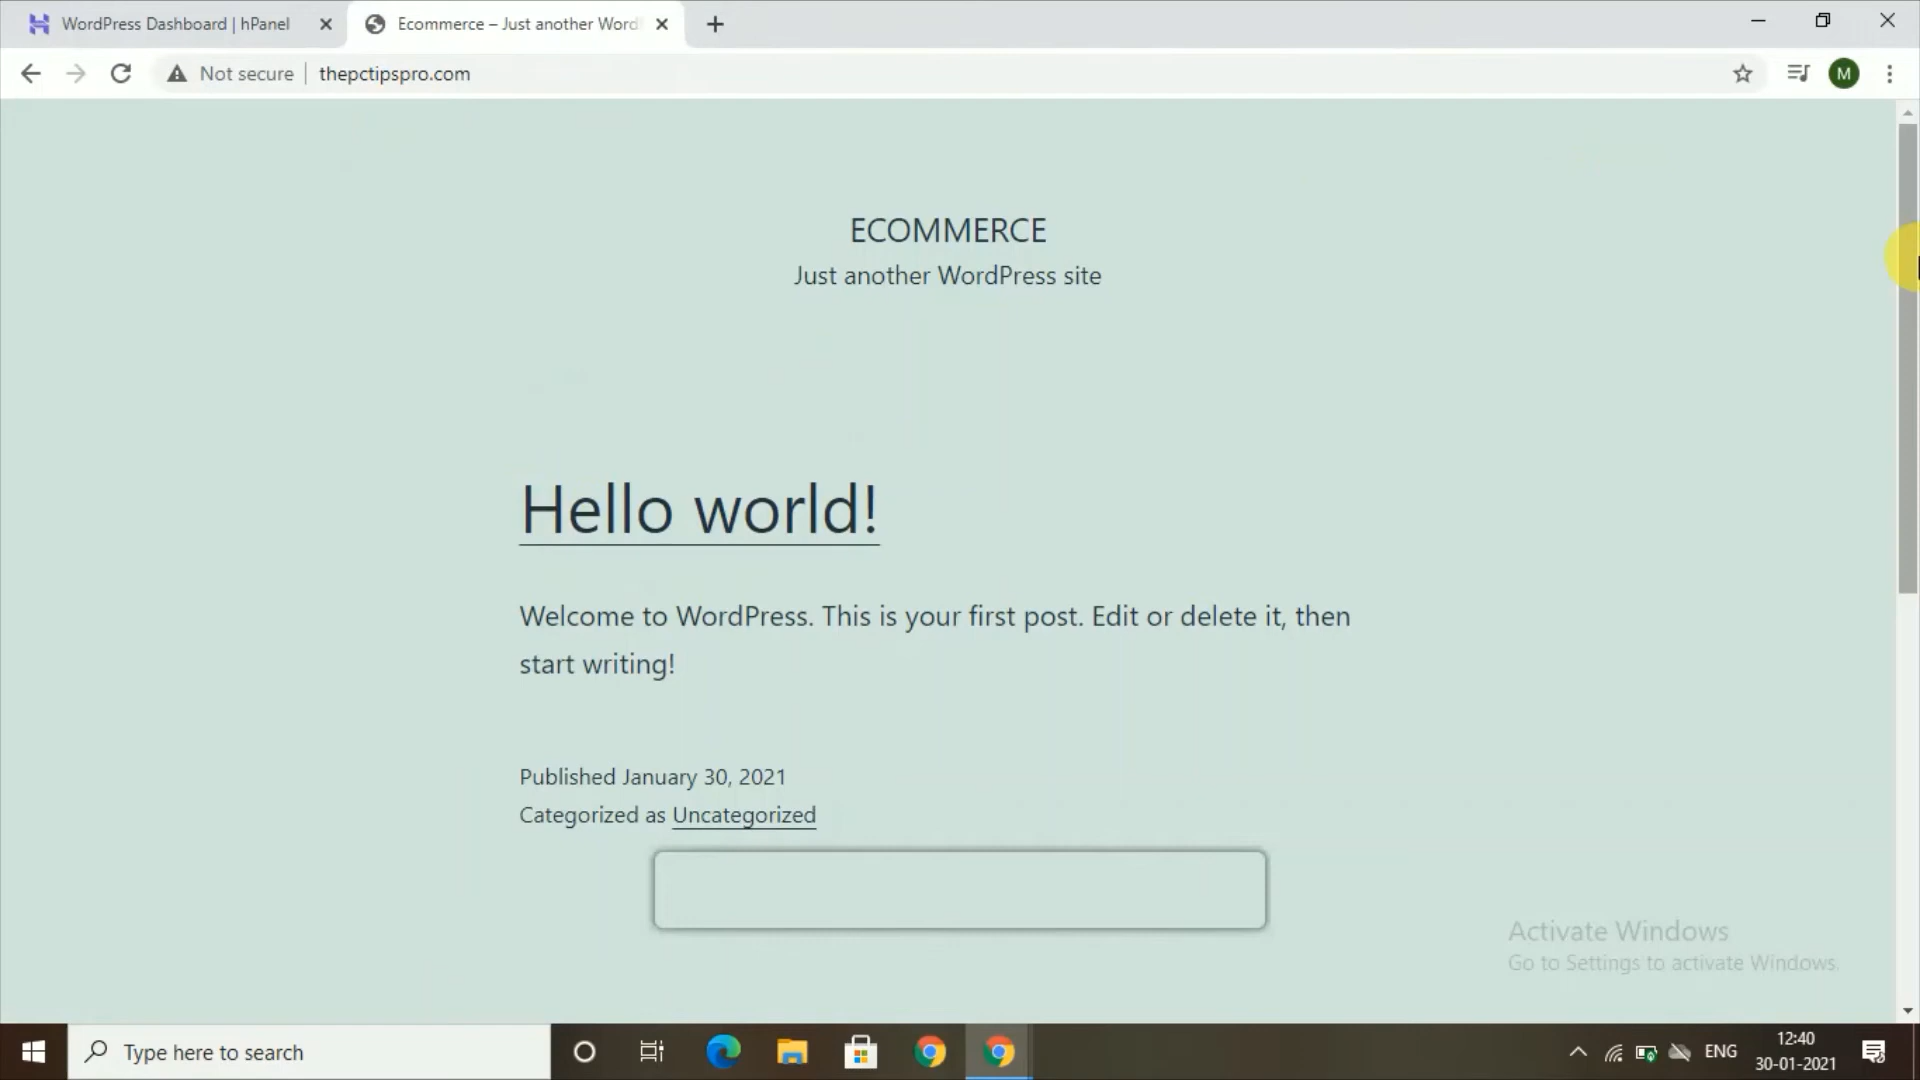 WordPress Dashboard | hPanel
Ecommerce – Just another Word
Not secure
thepctipspro.com
M
ECOMMERCE
Just another WordPress site
Hello world!
Welcome to WordPress. This is your first post. Edit or delete it, then
start writing!
Published January 30, 2021
Categorized as Uncategorized
Activate Windows
Go to Settings to activate Windows.
Type here to search
ENG
12:40
30-01-2021